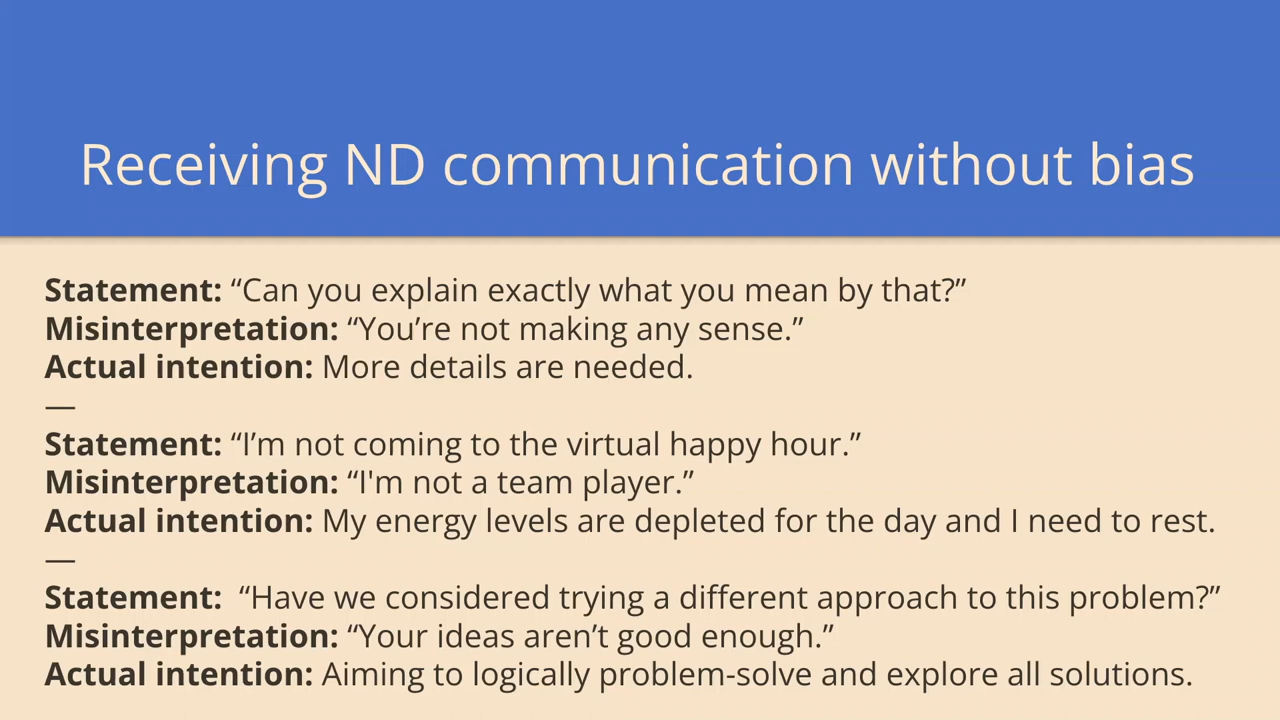 Receiving ND communication without bias
Statement: “Can you explain exactly what you mean by that?”
Misinterpretation: “You’re not making any sense.”
Actual intention: More details are needed.
—
Statement: “I’m not coming to the virtual happy hour.”
Misinterpretation: “I'm not a team player.”
Actual intention: My energy levels are depleted for the day and I need to rest.
—
Statement:  “Have we considered trying a different approach to this problem?”
Misinterpretation: “Your ideas aren’t good enough.”
Actual intention: Aiming to logically problem-solve and explore all solutions.